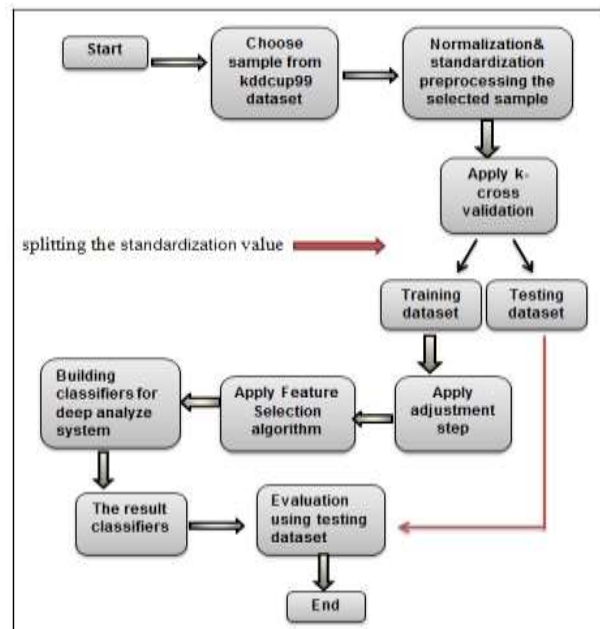 Start
Choose
sample from
kddcup99
dataset
Normalization&
standardization
preprocessing the
selected sample
Apply k-
cross
validation
splitting the standardization value
Training
dataset
Testing
dataset
Building
classifiers for
deep analyze
system
Apply Feature
Selection
algorithm
Apply
adjustment
step
The result
classifiers
Evaluation
using testing
dataset
End